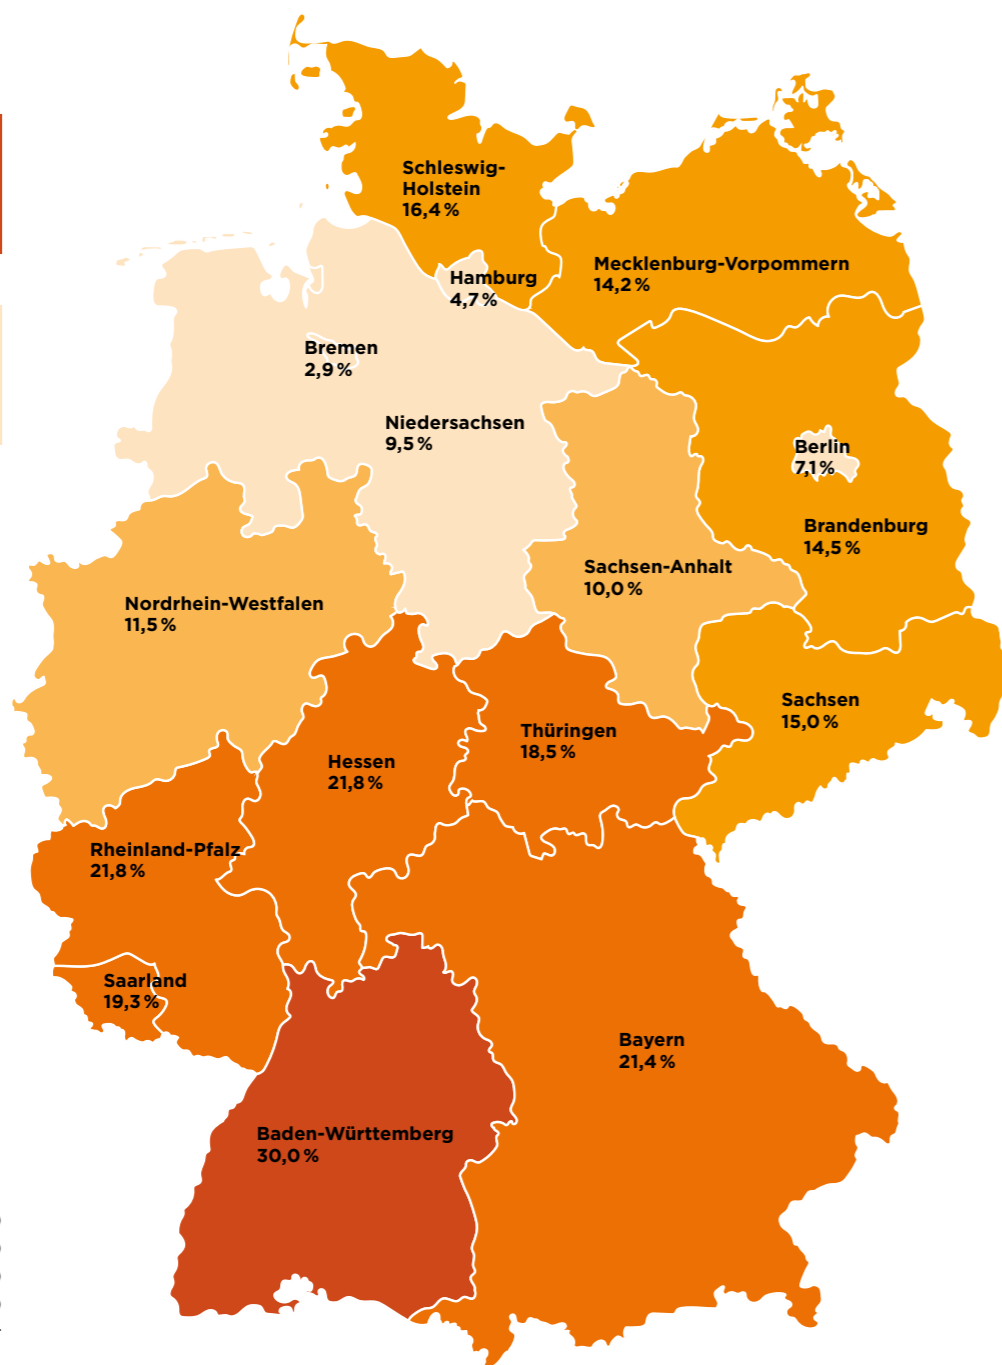 Schleswig-
Holstein
16,4 %
Mecklenburg-Vorpommern
14,2 %
Hamburg
4,7 %
Bremen
2,9 %
Niedersachsen
9,5 %
Berlin
7,1 %
Brandenburg
14,5 %
Sachsen-Anhalt
10,0 %
Nordrhein-Westfalen
11,5 %
Sachsen
15,0 %
Thüringen
18,5 %
Hessen
21,8 %
Rheinland-Pfalz
21,8 %
Saarland
19,3 %
Bayern
21,4 %
Baden-Württemberg
30,0 %